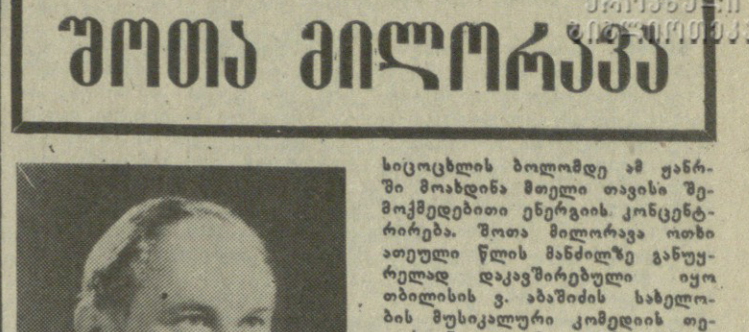 შოთა მილორავა
სიცოცხლის ბოლომდე ამ ჟანრ-
ში მოახდინა მთელი თავისი შე-
მოქმედებითი ენერგიის კონცენტ-
რირება. შოთა მილორავა ოთხი
ათეული წლის მანძილზე განუყ-
რელად დაკავშირებული იყო
თბილისის ვ. აბაშიძის სახელო-
ბის მუსიკალური კომედიის თე-